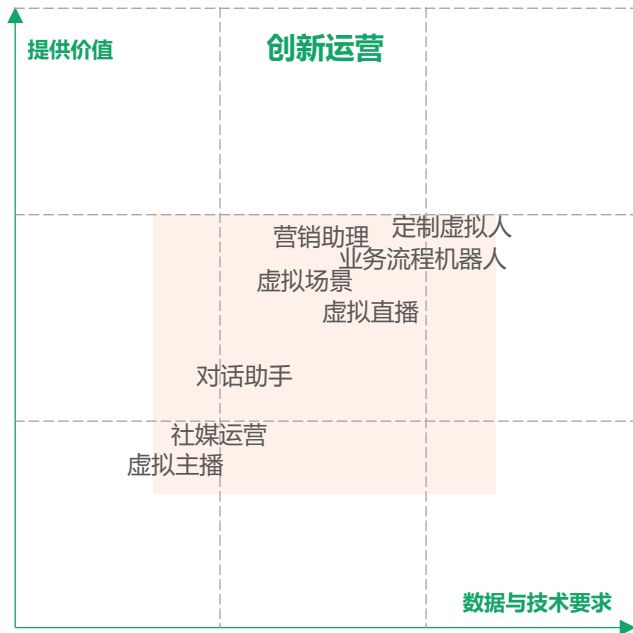 创新运营
提供价值
定制虚拟人
营销助理
业务流程机器人
虚拟场景
虚拟直播
对话助手
社媒运营
虚拟主播
数据与技术要求